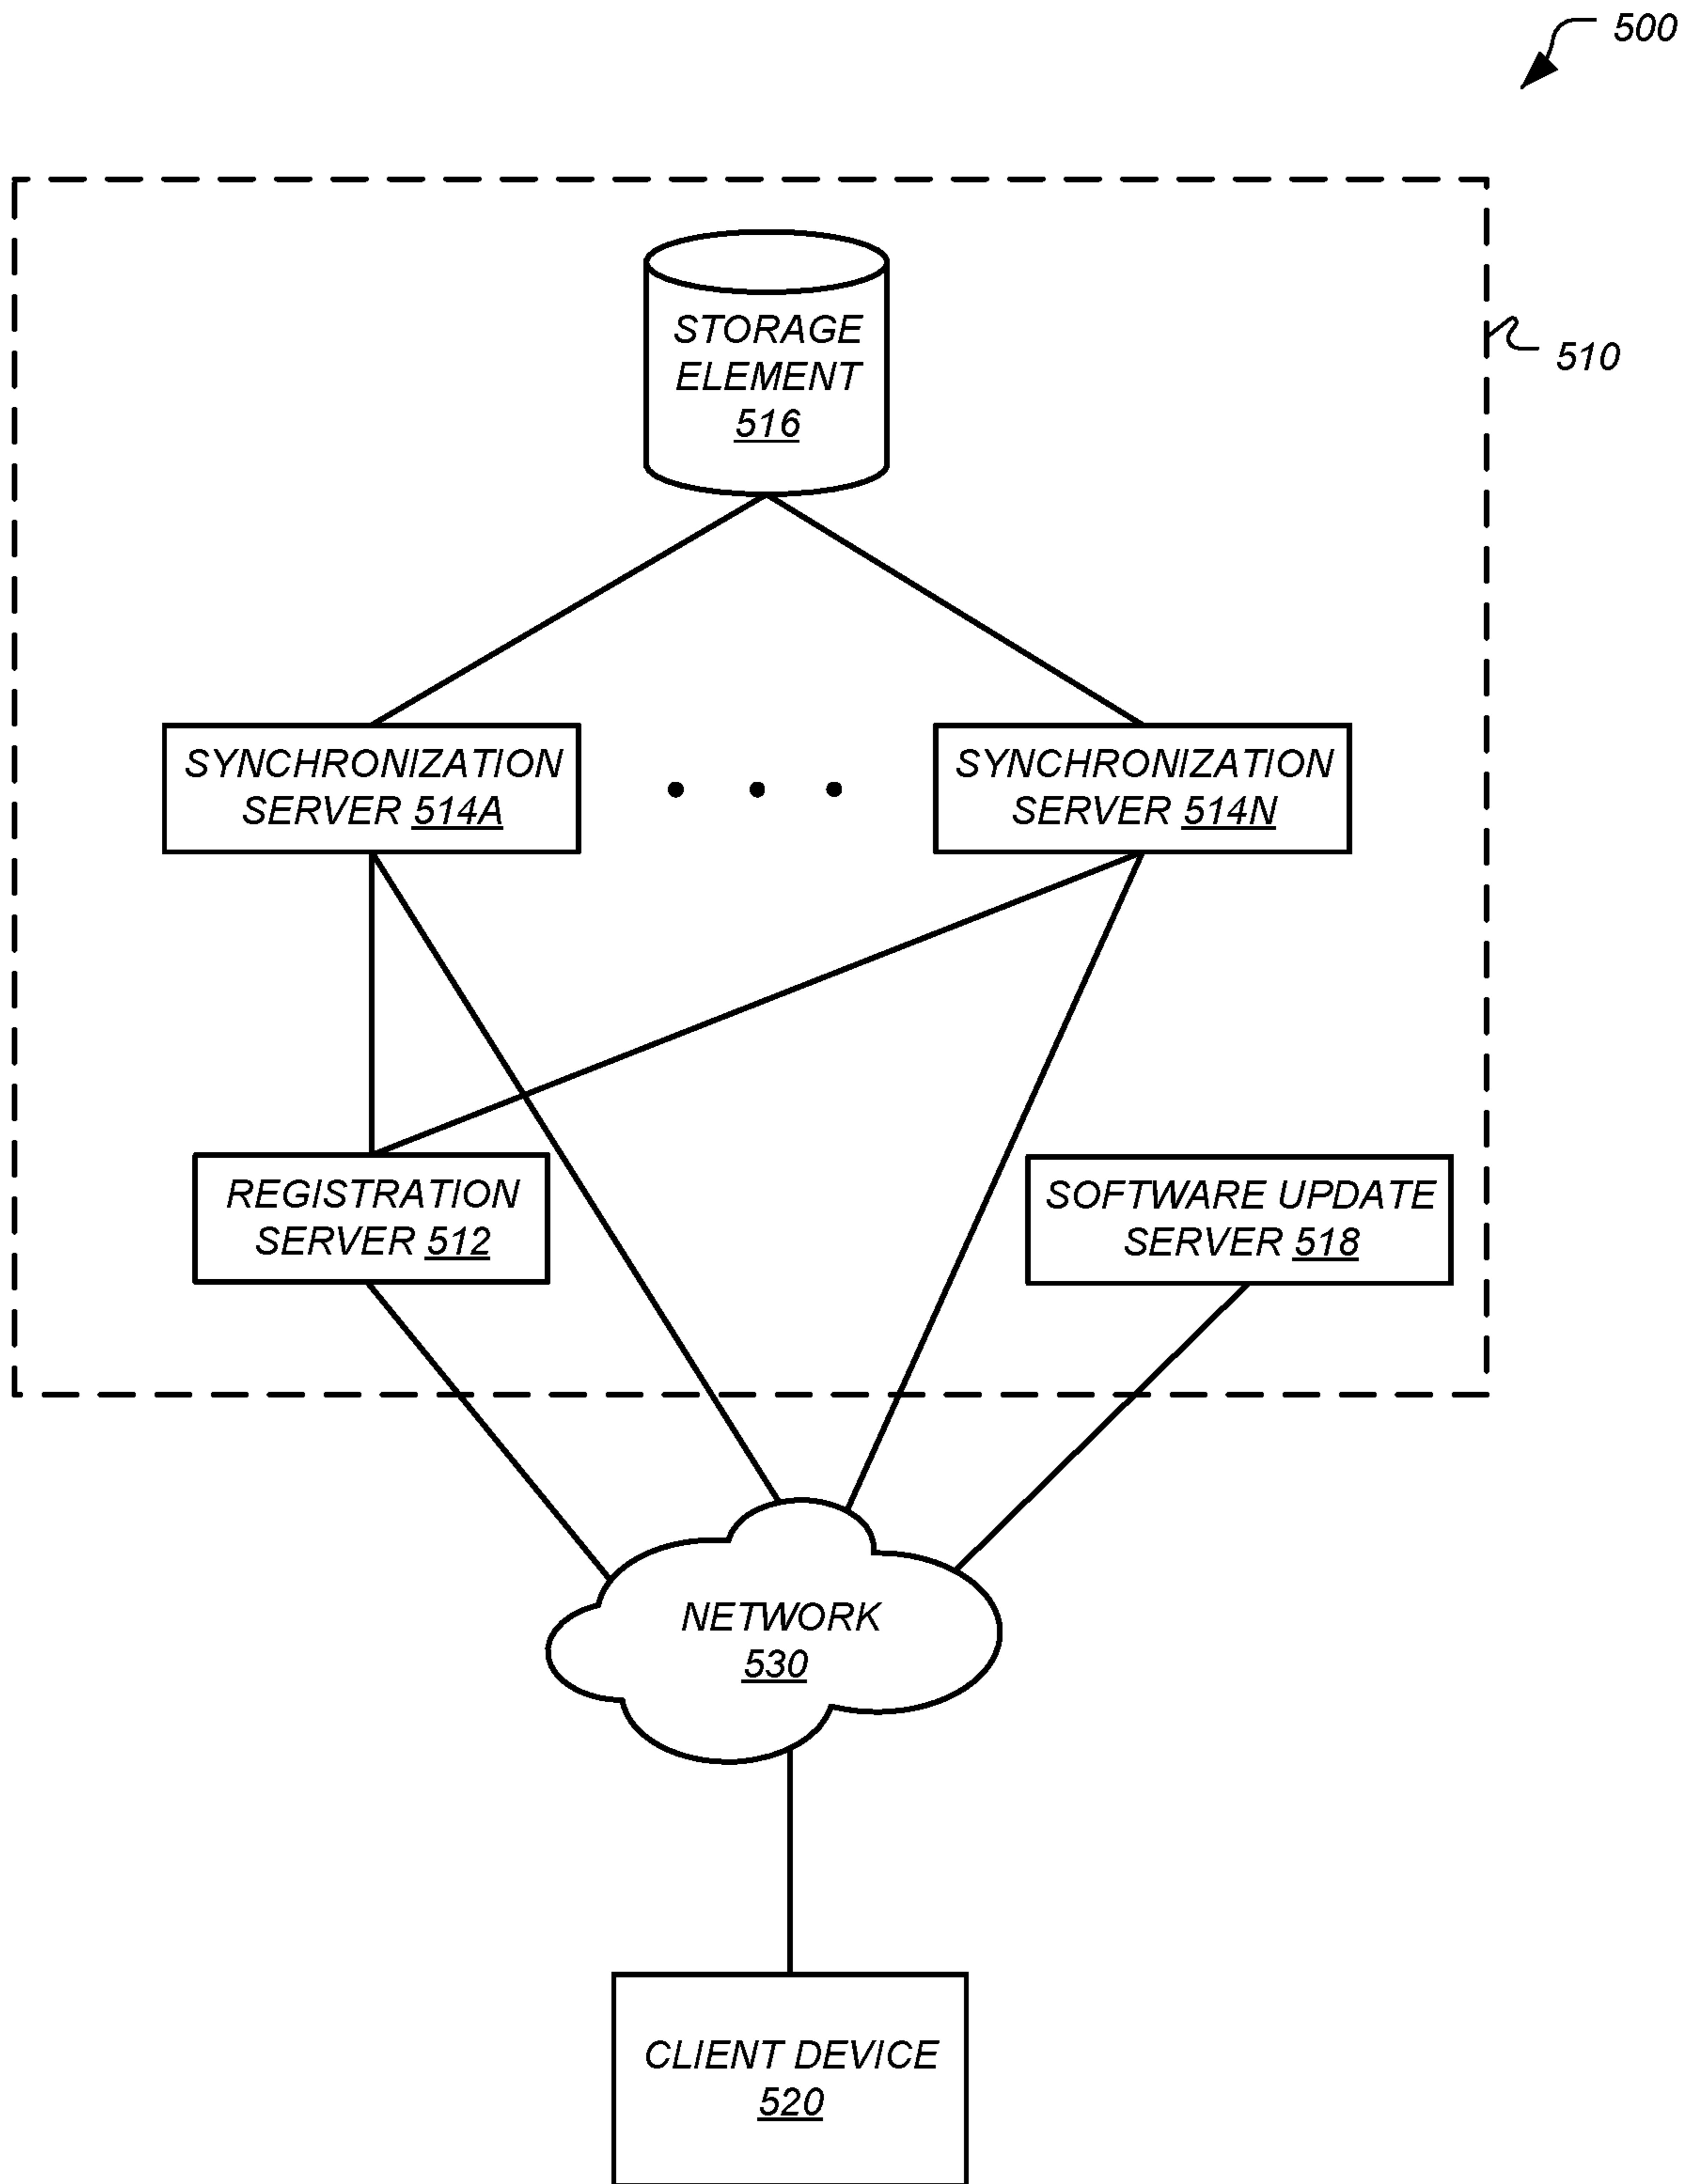 500
510
STORAGE
ELEMENT
516
SYNCHRONIZATION
SERVER 514A
SYNCHRONIZATION
SERVER 514N
REGISTRATION
SERVER 512
SOFTWARE UPDATE
SERVER 518
NETWORK
530
CLIENT DEVICE
520